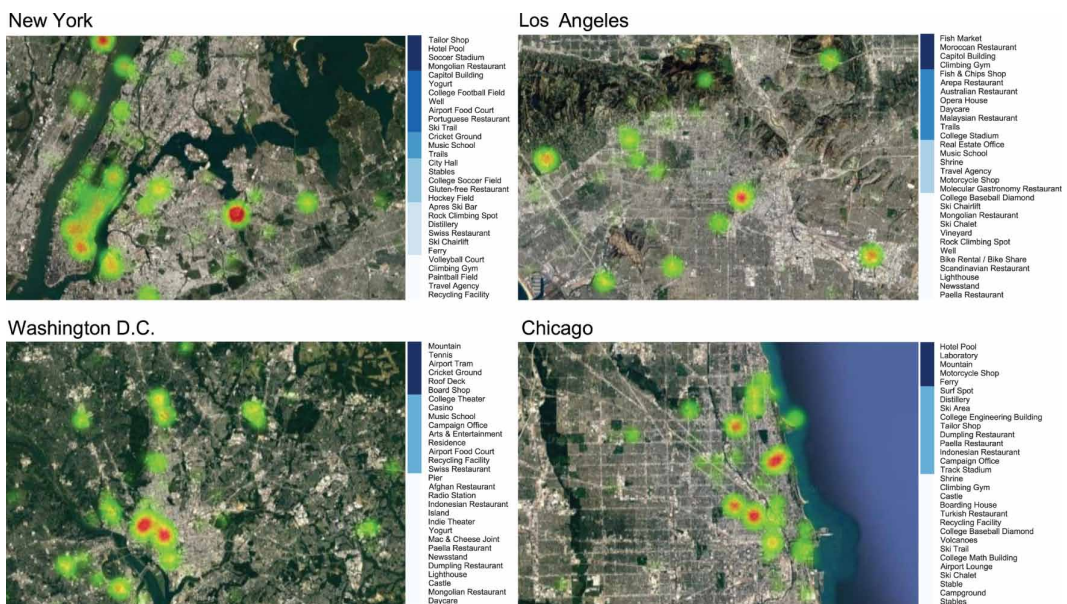 New York
Tailor Shop
Hotel Pool
Soccer Stadium
Mongolian Restaurant
Capitol Building
Yogurt
College Football Field
Well
Airport Food Court
Portuguese Restaurant
Ski Trail
Cricket Ground
Music School
Trails
City Hall
Stables
College Soccer Field
Gluten-free Restaurant
Hockey Field
Apres Ski Bar
Rock Climbing Spot
Distillery
Swiss Restaurant
Ski Chairlift
Ferry
Volleyball Court
Climbing Gym
Paintball Field
Travel Agency
Recycling Facility
Los Angeles
Fish Market
Moroccan Restaurant
Capitol Building
Climbing Gym
Fish & Chips Shop
Arepa Restaurant
Australian Restaurant
Opera House
Daycare
Malaysian Restaurant
Trails
College Stadium
Real Estate Office
Music School
Shrine
Travel Agency
Motorcycle Shop
Molecular Gastronomy Restaurant
College Baseball Diamond
Ski Chairlift
Mongolian Restaurant
Ski Chalet
Vineyard
Rock Climbing Spot
Well
Bike Rental / Bike Share
Scandinavian Restaurant
Lighthouse
Newsstand
Paella Restaurant
Washington D.C.
Mountain
Tennis
Airport Tram
Cricket Ground
Roof Deck
Board Shop
College Theater
Casino
Music School
Campaign Office
Arts & Entertainment
Residence
Airport Food Court
Recycling Facility
Swiss Restaurant
Pier
Afghan Restaurant
Radio Station
Indonesian Restaurant
Island
Indie Theater
Yogurt
Mac & Cheese Joint
Paella Restaurant
Newsstand
Dumpling Restaurant
Lighthouse
Castle
Mongolian Restaurant
Daycare
Chicago
Hotel Pool
Laboratory
Mountain
Motorcycle Shop
Ferry
Surf Spot
Distillery
Ski Area
College Engineering Building
Tailor Shop
Dumpling Restaurant
Paella Restaurant
Indonesian Restaurant
Campaign Office
Track Stadium
Shrine
Climbing Gym
Castle
Boarding House
Turkish Restaurant
Recycling Facility
College Baseball Diamond
Volcanoes
Ski Trail
College Math Building
Airport Lounge
Ski Chalet
Stable
Campground
Stables